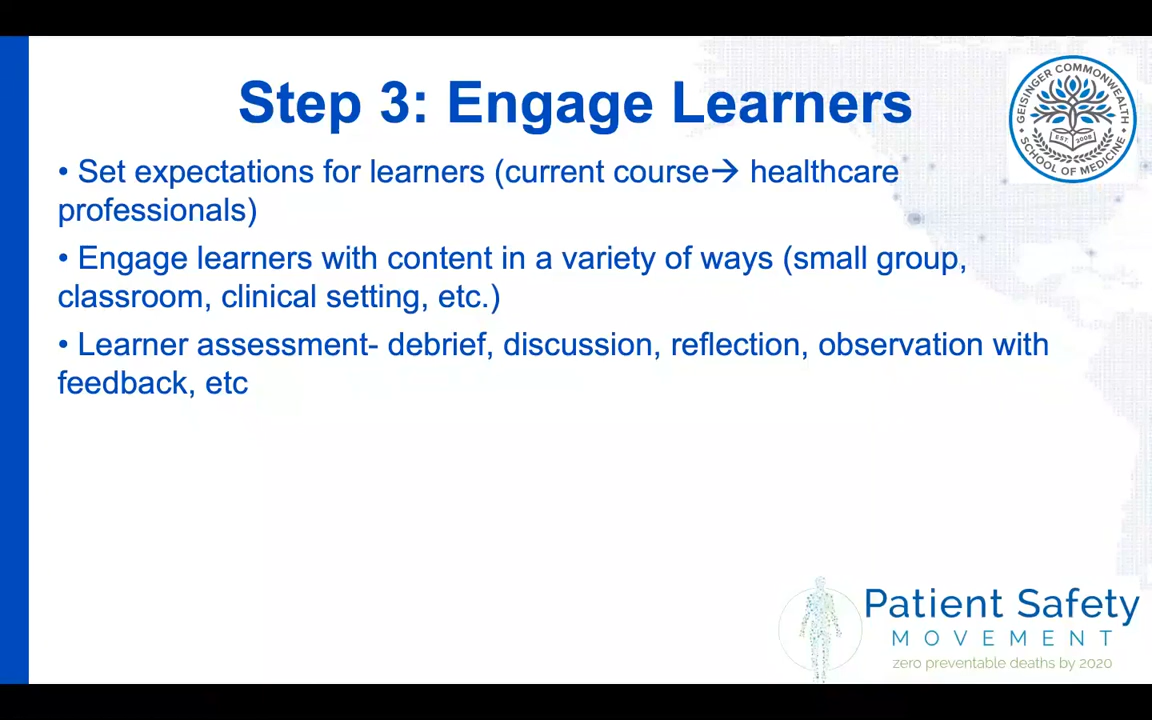 Step 3: Engage Learners
GEISINGER COMMONWEALTH
EST. 2008
SCHOOL OF MEDICINE
• Set expectations for learners (current course→ healthcare
professionals)
• Engage learners with content in a variety of ways (small group,
classroom, clinical setting, etc.)
• Learner assessment- debrief, discussion, reflection, observation with
feedback, etc
Patient Safety
MOVEMENT
zero preventable deaths by 2020